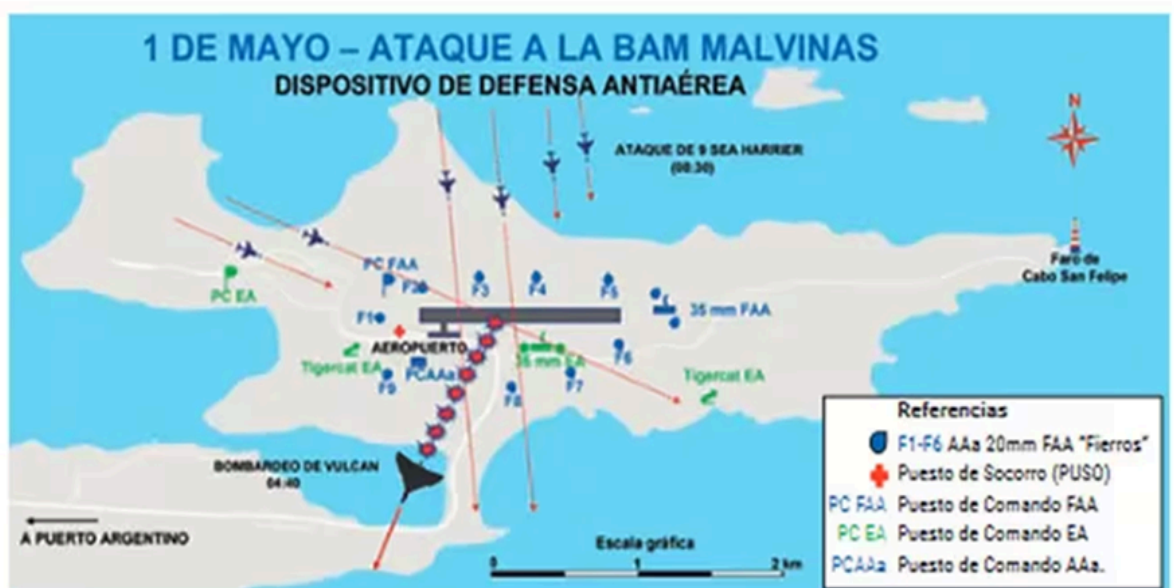 1 DE MAYO – ATAQUE A LA BAM MALVINAS
DISPOSITIVO DE DEFENSA ANTIAÉREA
ATAQUE DE 9 SEA HARRIER
(08:30)
N
Faro de
Cabo San Felipe
PC FAA
PC EA
F2
F3
F4
F5
35 mm FAA
F1
AEROPUERTO
35 mm EA
F6
Tigercat EA
PCAAa
F9
F8
F7
Tigercat EA
BOMBARDEO DE VULCAN
04:40
A PUERTO ARGENTINO
Escala gráfica
0 2 km
Referencias
F1-F6 AAa 20mm FAA "Fierros"
Puesto de Socorro (PUSO)
PC FAA Puesto de Comando FAA
PC EA Puesto de Comando EA
PCAAa Puesto de Comando AAa.